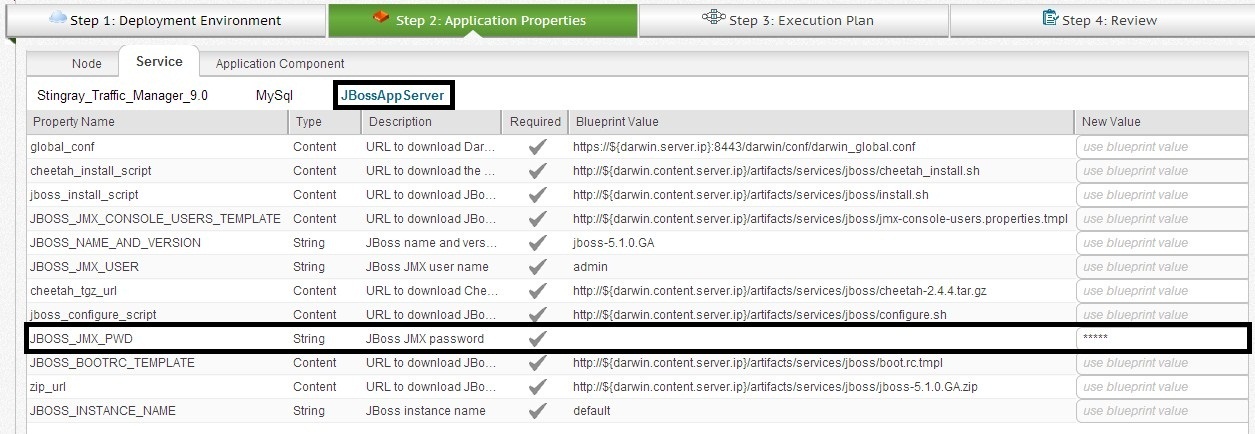 Step 1: Deployment Environment Step 2: Application Properties Step 3: Execution Plan Step 4: Review
Node Service Application Component
Stingray_Traffic_Manager_9.0 MySql JBossAppServer
Property Name Type Description Required Blueprint Value New Value
global_conf Content URL to download Dar... https://${darwin.server.ip}:8443/darwin/conf/darwin_global.conf use blueprint value
cheetah_install_script Content URL to download the ... http://${darwin.content.server.ip}/artifacts/services/jboss/cheetah_install.sh use blueprint value
jboss_install_script Content URL to download JBo... http://${darwin.content.server.ip}/artifacts/services/jboss/install.sh use blueprint value
JBOSS_JMX_CONSOLE_USERS_TEMPLATE Content URL to download JBo... http://${darwin.content.server.ip}/artifacts/services/jboss/jmx-console-users.properties.tmpl use blueprint value
JBOSS_NAME_AND_VERSION String JBoss name and vers... jboss-5.1.0.GA use blueprint value
JBOSS_JMX_USER String JBoss JMX user name admin use blueprint value
cheetah_tgz_url Content URL to download Che... http://${darwin.content.server.ip}/artifacts/services/jboss/cheetah-2.4.4.tar.gz use blueprint value
jboss_configure_script Content URL to download JBo... http://${darwin.content.server.ip}/artifacts/services/jboss/configure.sh use blueprint value
JBOSS_JMX_PWD String JBoss JMX password *****
JBOSS_BOOTRC_TEMPLATE Content URL to download JBo... http://${darwin.content.server.ip}/artifacts/services/jboss/boot.rc.tmpl use blueprint value
zip_url Content URL to download JBo... http://${darwin.content.server.ip}/artifacts/services/jboss/jboss-5.1.0.GA.zip use blueprint value
JBOSS_INSTANCE_NAME String JBoss instance name default use blueprint value